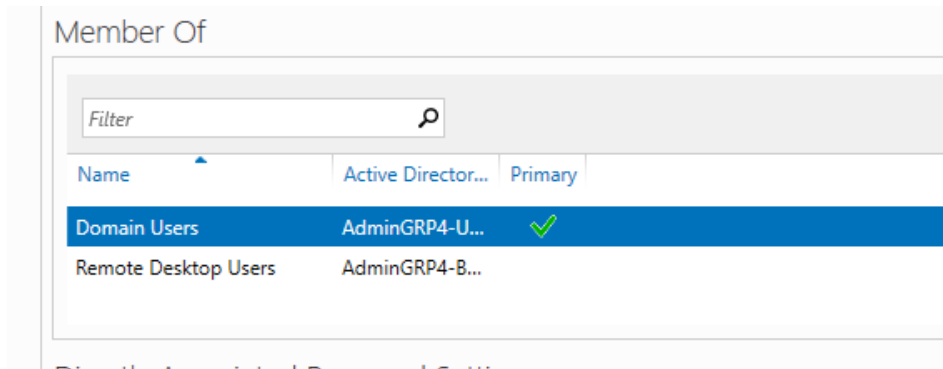 Member Of
Filter
Name Active Director... Primary
Domain Users AdminGRP4-U...
Remote Desktop Users AdminGRP4-B...